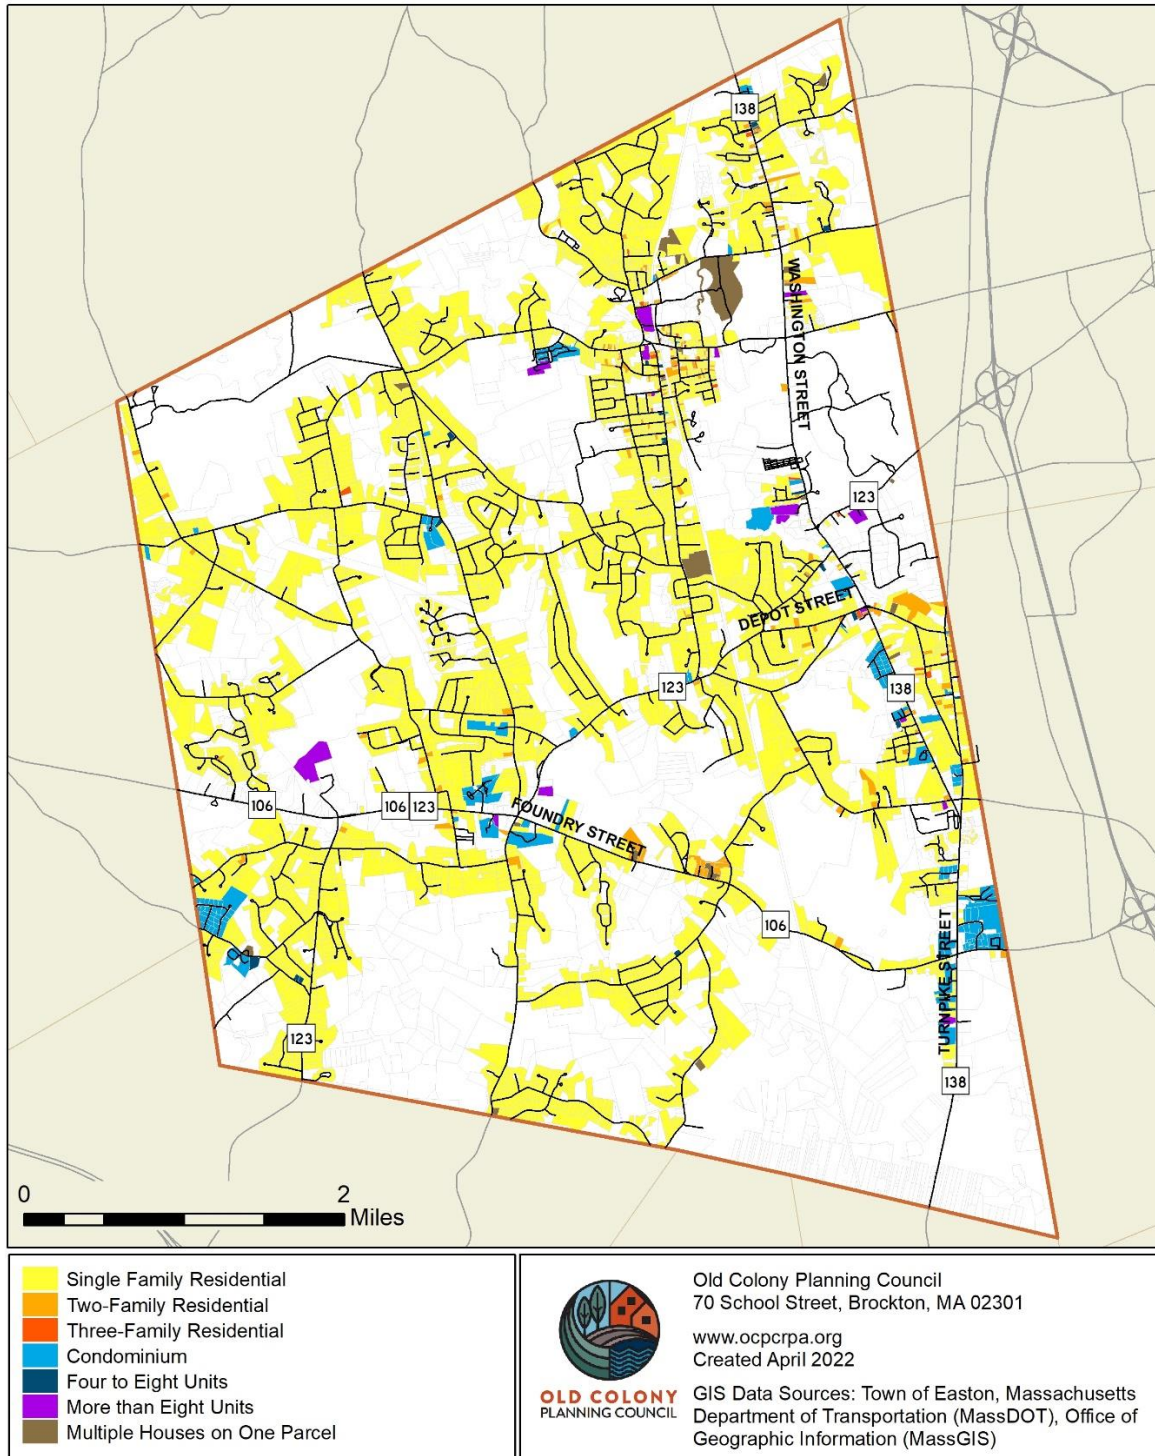 138
WASHINGTON STREET
123
DEPOT STREET
123
138
106
106
123
FOUNDRY STREET
106
TURNPIKE STREET
123
138
0
2
Miles
Single Family Residential
Two-Family Residential
Three-Family Residential
Condominium
Four to Eight Units
More than Eight Units
Multiple Houses on One Parcel
OLD COLONY
PLANNING COUNCIL
Old Colony Planning Council
70 School Street, Brockton, MA 02301
www.ocpcrpa.org
Created April 2022
GIS Data Sources: Town of Easton, Massachusetts
Department of Transportation (MassDOT), Office of
Geographic Information (MassGIS)